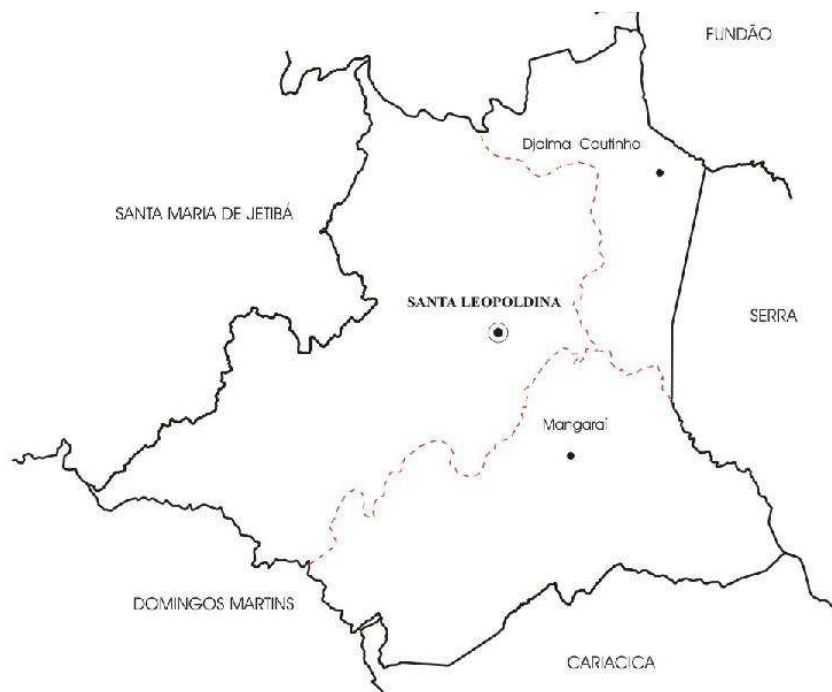 FUNDÃO
Djalma Coutinho
SANTA MARIA DE JETIBÁ
SANTA LEOPOLDINA
SERRA
Mangaraí
DOMINGOS MARTINS
CARIACICA